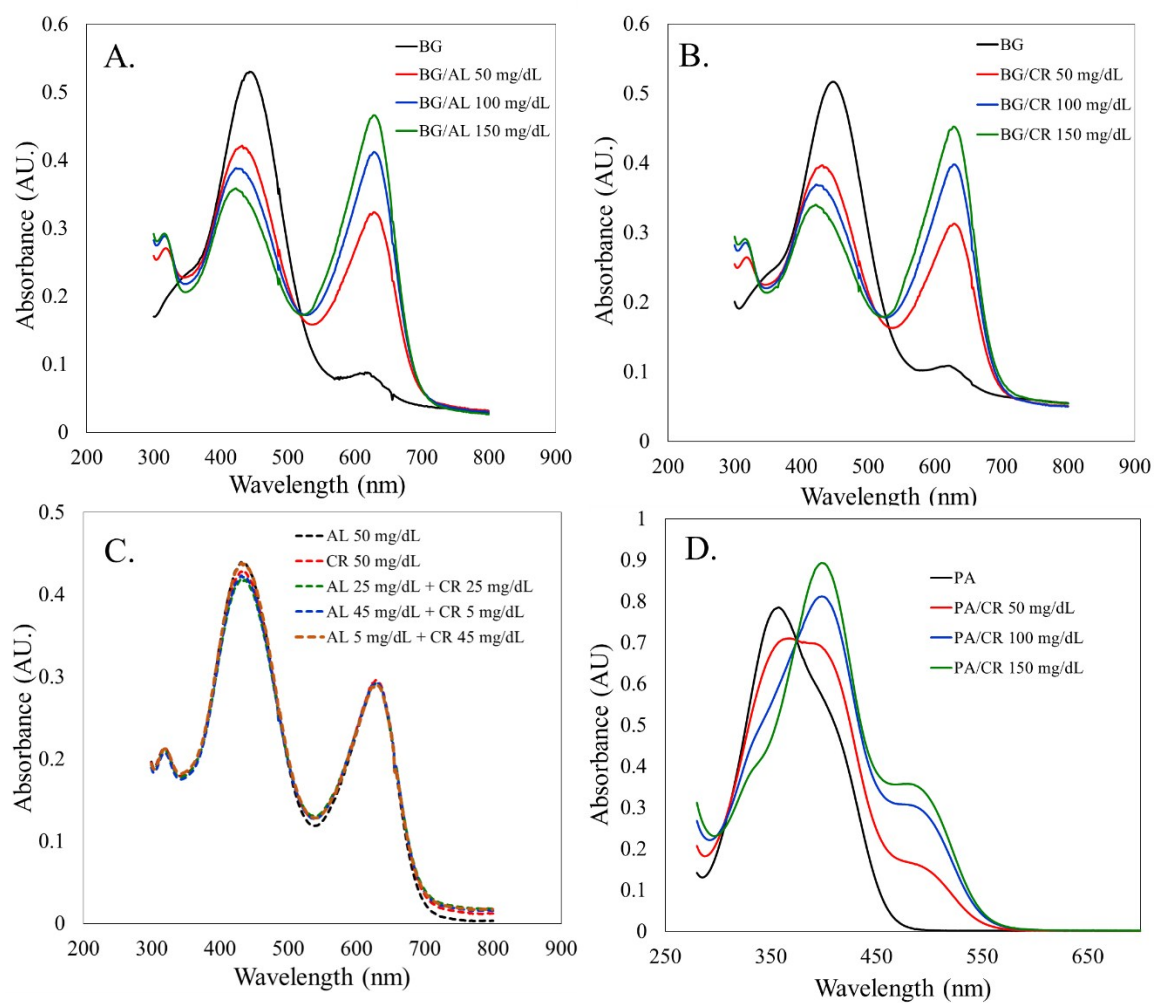 A.
BG
BG/AL 50 mg/dL
BG/AL 100 mg/dL
BG/AL 150 mg/dL
Absorbance (AU.)
0.6
0.5
0.4
0.3
0.2
0.1
0
200 300 400 500 600 700 800 900
Wavelength (nm)
B.
BG
BG/CR 50 mg/dL
BG/CR 100 mg/dL
BG/CR 150 mg/dL
Absorbance (AU.)
0.6
0.5
0.4
0.3
0.2
0.1
0
200 300 400 500 600 700 800 900
Wavelength (nm)
C.
AL 50 mg/dL
CR 50 mg/dL
AL 25 mg/dL + CR 25 mg/dL
AL 45 mg/dL + CR 5 mg/dL
AL 5 mg/dL + CR 45 mg/dL
Absorbance (AU.)
0.5
0.4
0.3
0.2
0.1
0
200 300 400 500 600 700 800 900
Wavelength (nm)
D.
PA
PA/CR 50 mg/dL
PA/CR 100 mg/dL
PA/CR 150 mg/dL
Absorbance (AU)
1
0.9
0.8
0.7
0.6
0.5
0.4
0.3
0.2
0.1
0
250 350 450 550 650
Wavelength (nm)